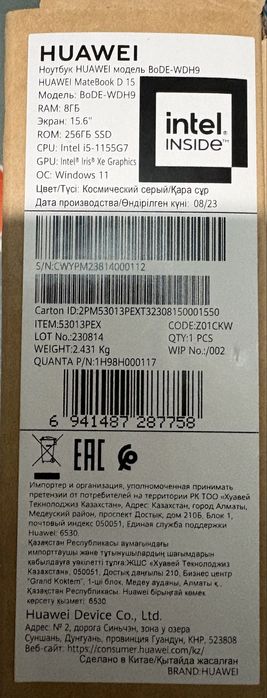 HUAWEI
Ноутбук HUAWEI модель BoDE-WDH9
HUAWEI MateBook D 15
Модель: BoDE-WDH9
RAM: 8ГБ
Экран: 15.6"
ROM: 256ГБ SSD
CPU: Intel i5-1155G7
GPU: Intel® Iris® Xe Graphics
ОС: Windows 11
intel®
INSIDE™
Цвет/Түсі: Космический серый/Қара сұр
Дата производства/Өндірілген күні: 08/23
S/N:CWYPM23814000112
Carton ID:2PM53013PEXT32308150001550
ITEM:53013PEX CODE:Z01CKW
LOT No.:230814 QTY:1 PCS
WEIGHT:2.431 Kg WIP No.:/002
QUANTA P/N:1H98H000117
6 941487 287758
EAC
Импортер и организация, уполномоченная принимать
претензии от потребителей на территории РК ТОО «Хуавей
Текнолоджиз Казахстан», Адрес: Казахстан, город Алматы,
Медеуский район, проспект Достык, дом 210Б, Блок 1,
почтовый индекс 050051, Единая служба поддержки
Huawei: 6530
Қазақстан Республикасы аумағындағы
импорттаушы және тұтынушылардың шағымдарын
қабылдауға уәкілетті тұлға:ЖШС «Хуавей Текнолоджиз
Казахстан», 050051, Достық даңғылы 210, Бизнес центр
"Grand Koktem", 1-ші блок, Медеу ауданы, Алматы қ.,
Қазақстан Республикасы. Huawei бірыңғай көмек
көрсету қызметі: 6530
Huawei Device Co., Ltd.
Адрес: № 2, дорога Синьчэн, зона у озера
Суншань, Дунгуань, провинция Гуандун, КНР, 523808
Веб-сайт: https://consumer.huawei.com/kz/
Сделано в Китае/Қытайда жасалған
BRAND:HUAWEI